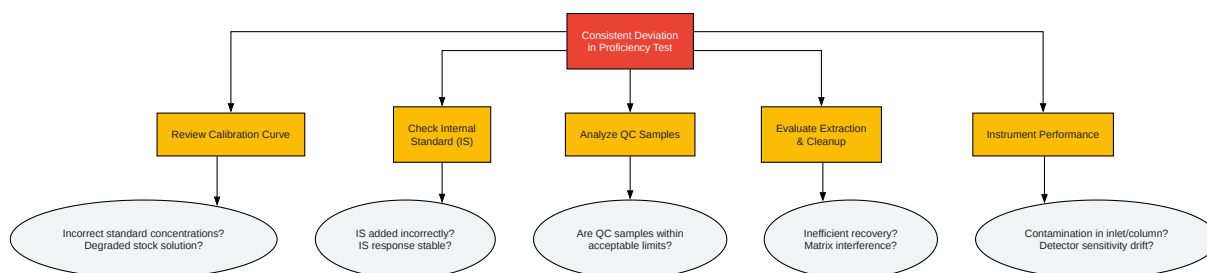 Consistent Deviation
in Proficiency Test
Review Calibration Curve
Check Internal
Standard (IS)
Analyze QC Samples
Evaluate Extraction
& Cleanup
Instrument Performance
Incorrect standard concentrations?
Degraded stock solution?
IS added incorrectly?
IS response stable?
Are QC samples within
acceptable limits?
Inefficient recovery?
Matrix interference?
Contamination in inlet/column?
Detector sensitivity drift?